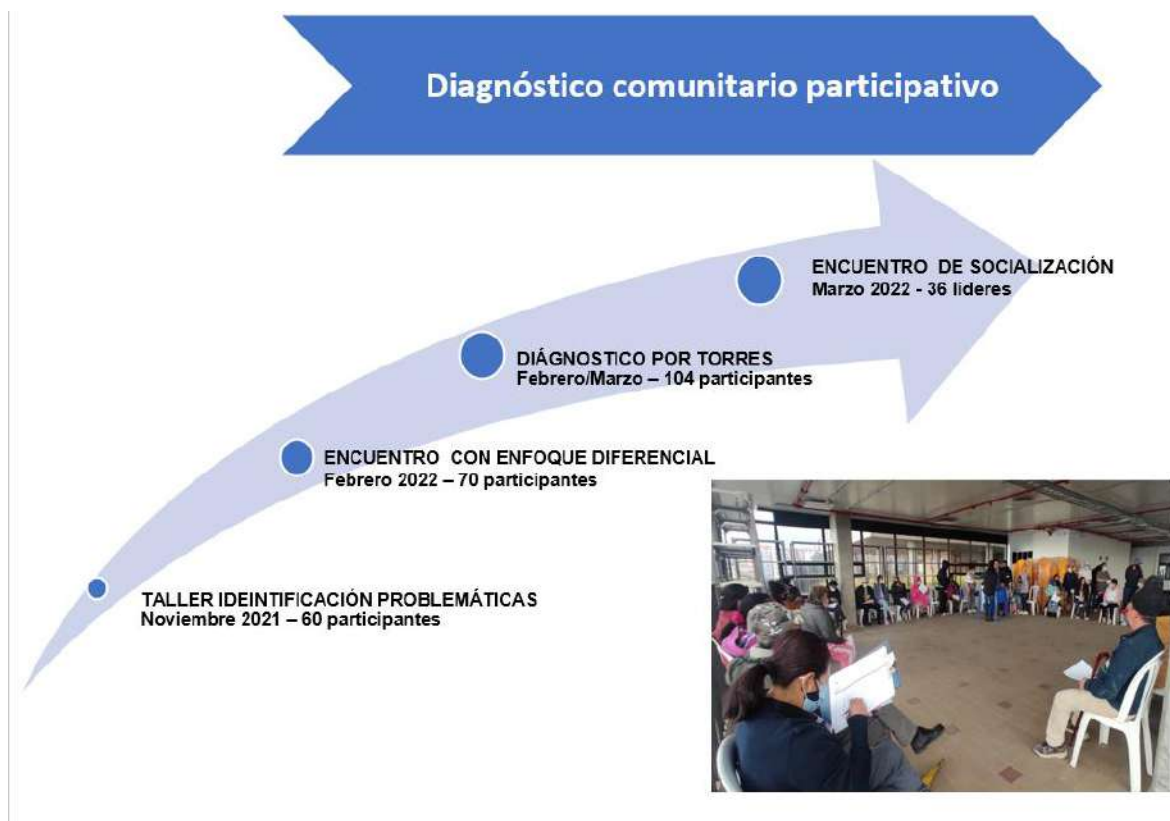 Diagnóstico comunitario participativo
ENCUENTRO DE SOCIALIZACIÓN
Marzo 2022 - 36 líderes
DIÁGNOSTICO POR TORRES
Febrero/Marzo – 104 participantes
ENCUENTRO CON ENFOQUE DIFERENCIAL
Febrero 2022 – 70 participantes
TALLER IDEINTIFICACIÓN PROBLEMÁTICAS
Noviembre 2021 – 60 participantes